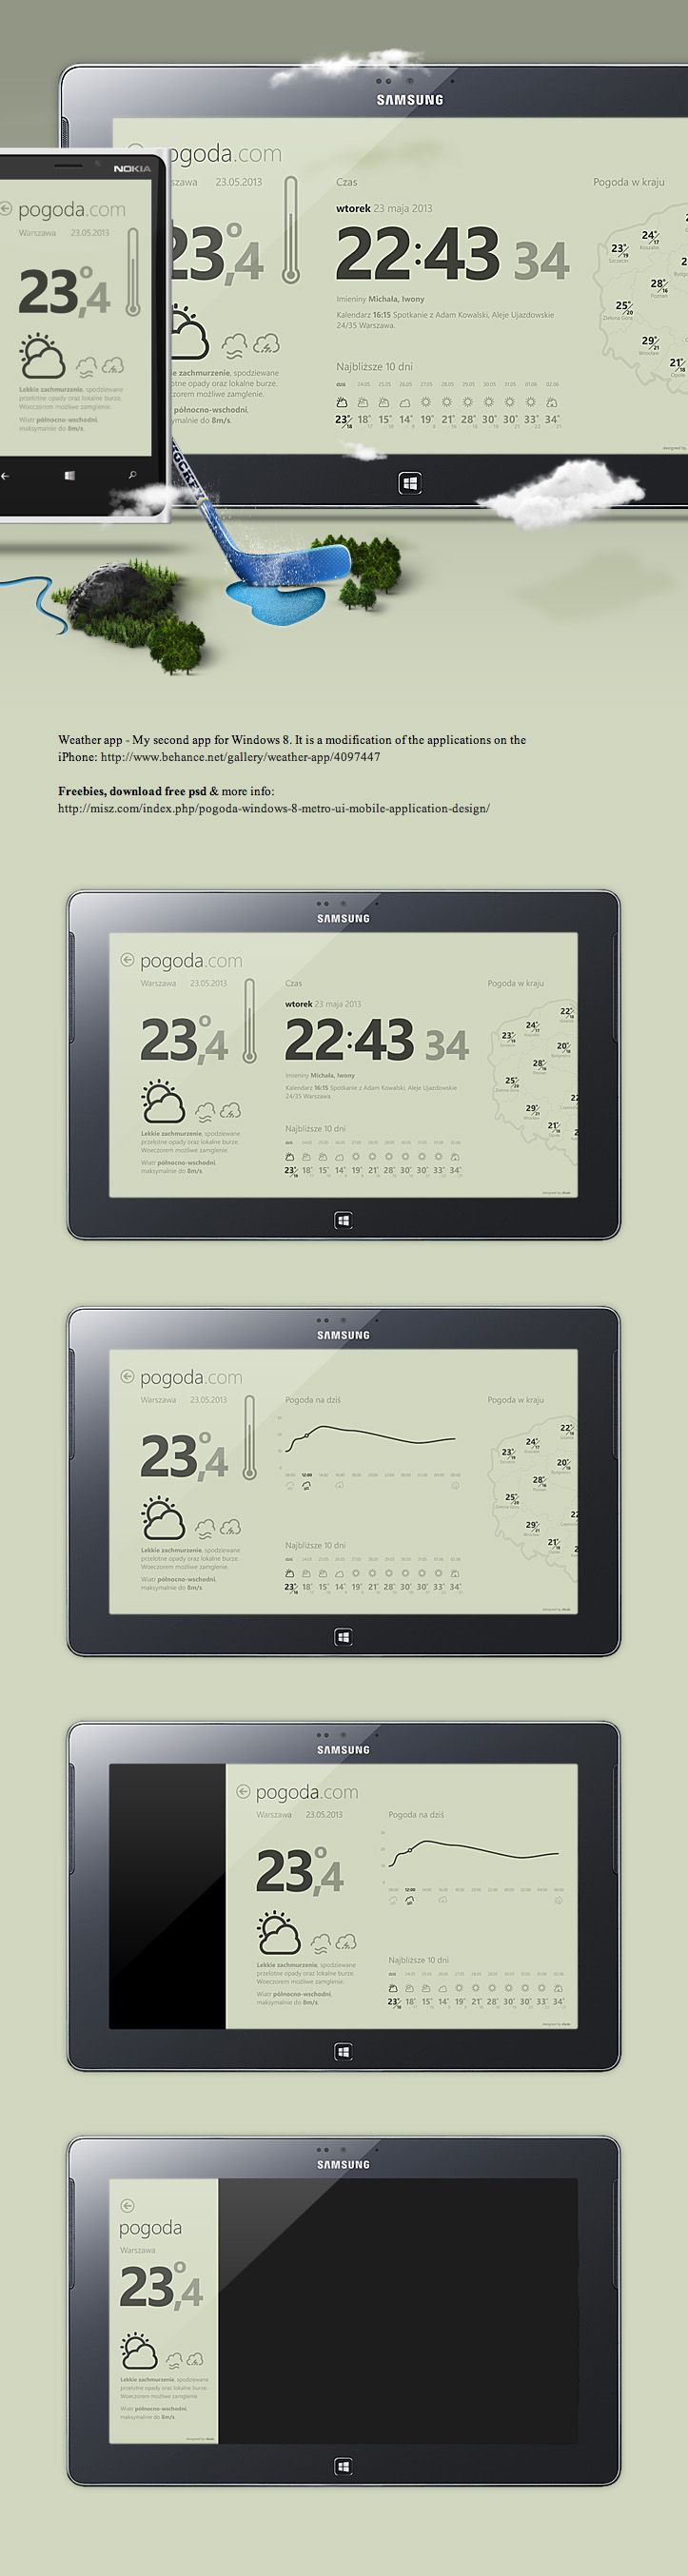 SAMSUNG
pogoda.com
szawa 23.05.2013
23°,4
e zachmurzenie, spodziewane
otne opady oraz lokalne burze.
zorem możliwe zamglenie.
północno-wschodni,
ymalnie do 8m/s.
Czas
wtorek 23 maja 2013
22:43 34
Imieniny Michała, Iwony
Kalendarz 16:15 Spotkanie z Adam Kowalski, Aleje Ujazdowskie
24/35 Warszawa.
Najbliższe 10 dni
dziś 24.05 25.05 26.05 27.05 28.05 29.05 30.05 31.05 01.06 02.06
23° 18° 15° 14° 19° 21° 28° 30° 30° 33° 34°
Pogoda w kraju
24°
23°
28°
25°
29°
21°
NOKIA
pogoda.com
Warszawa 23.05.2013
23°,4
Lekkie zachmurzenie, spodziewane
przelotne opady oraz lokalne burze.
Wieczorem możliwe zamglenie.
Wiatr północno-wschodni,
maksymalnie do 8m/s.
HOCKEY
Weather app - My second app for Windows 8. It is a modification of the applications on the
iPhone: http://www.behance.net/gallery/weather-app/4097447
Freebies, download free psd & more info:
http://misz.com/index.php/pogoda-windows-8-metro-ui-mobile-application-design/
SAMSUNG
pogoda.com
Warszawa 23.05.2013
23°,4
Lekkie zachmurzenie, spodziewane
przelotne opady oraz lokalne burze.
Wieczorem możliwe zamglenie.
Wiatr północno-wschodni,
maksymalnie do 8m/s.
Czas
wtorek 23 maja 2013
22:43 34
Imieniny Michała, Iwony
Kalendarz 16:15 Spotkanie z Adam Kowalski, Aleje Ujazdowskie
24/35 Warszawa.
Najbliższe 10 dni
23° 18° 15° 14° 19° 21° 28° 30° 30° 33° 34°
Pogoda w kraju
22°
24°
23°
20°
28°
25°
29°
21°
SAMSUNG
pogoda.com
Warszawa 23.05.2013
23°,4
Lekkie zachmurzenie, spodziewane
przelotne opady oraz lokalne burze.
Wieczorem możliwe zamglenie.
Wiatr północno-wschodni,
maksymalnie do 8m/s.
Pogoda na dziś
12:00
Najbliższe 10 dni
23° 18° 15° 14° 19° 21° 28° 30° 30° 33° 34°
Pogoda w kraju
22°
24°
23°
20°
28°
25°
29°
21°
SAMSUNG
pogoda.com
Warszawa 23.05.2013
23°,4
Lekkie zachmurzenie, spodziewane
przelotne opady oraz lokalne burze.
Wieczorem możliwe zamglenie.
Wiatr północno-wschodni,
maksymalnie do 8m/s.
Pogoda na dziś
12:00
Najbliższe 10 dni
23° 18° 15° 14° 19° 21° 28° 30° 30° 33° 34°
SAMSUNG
pogoda
Warszawa
23°,4
Lekkie zachmurzenie, spodziewane
przelotne opady oraz lokalne burze.
Wieczorem możliwe zamglenie.
Wiatr północno-wschodni,
maksymalnie do 8m/s.